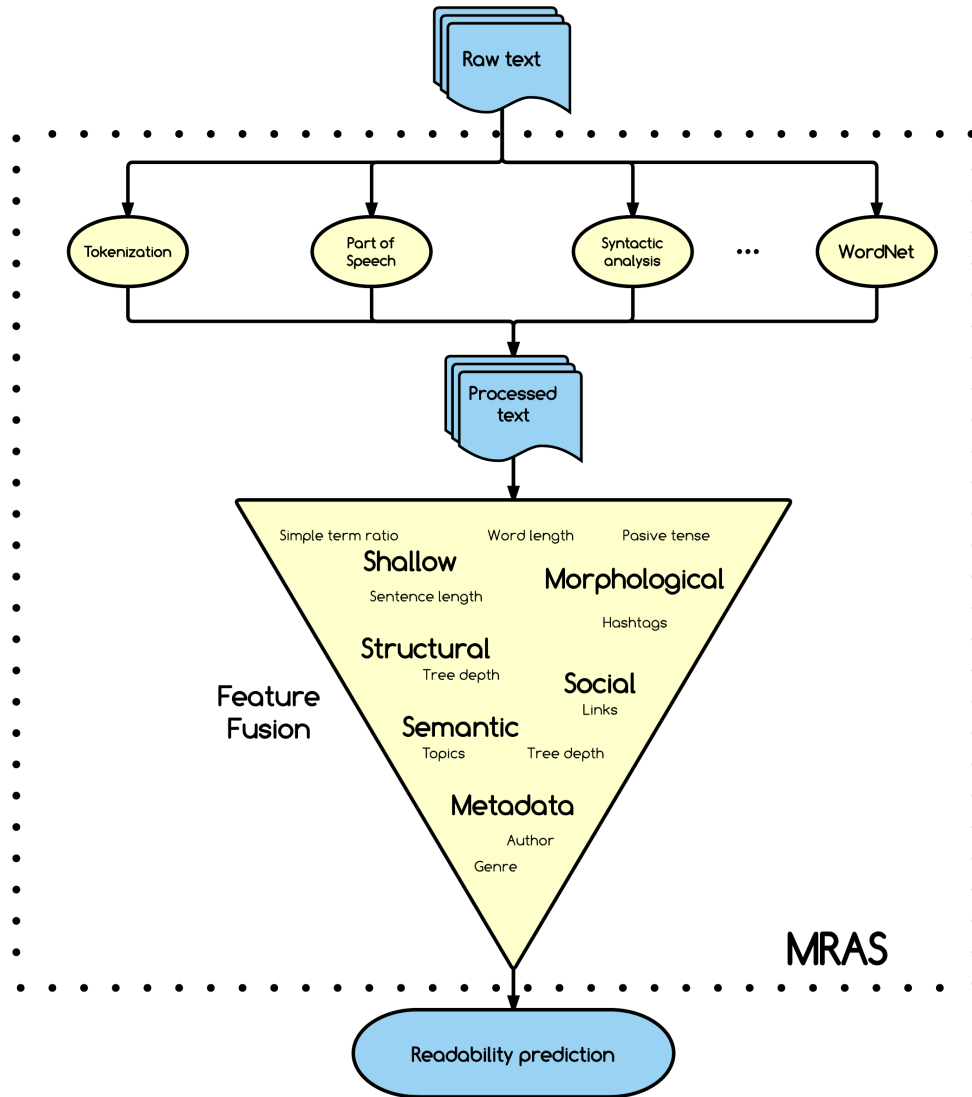 Raw text
Tokenization
Part of
Speech
Syntactic
analysis
...
WordNet
Processed
text
Simple term ratio
Word length
Pasive tense
Shallow
Morphological
Sentence length
Hashtags
Structural
Tree depth
Social
Links
Feature
Fusion
Semantic
Topics
Tree depth
Metadata
Author
Genre
MRAS
Readability prediction